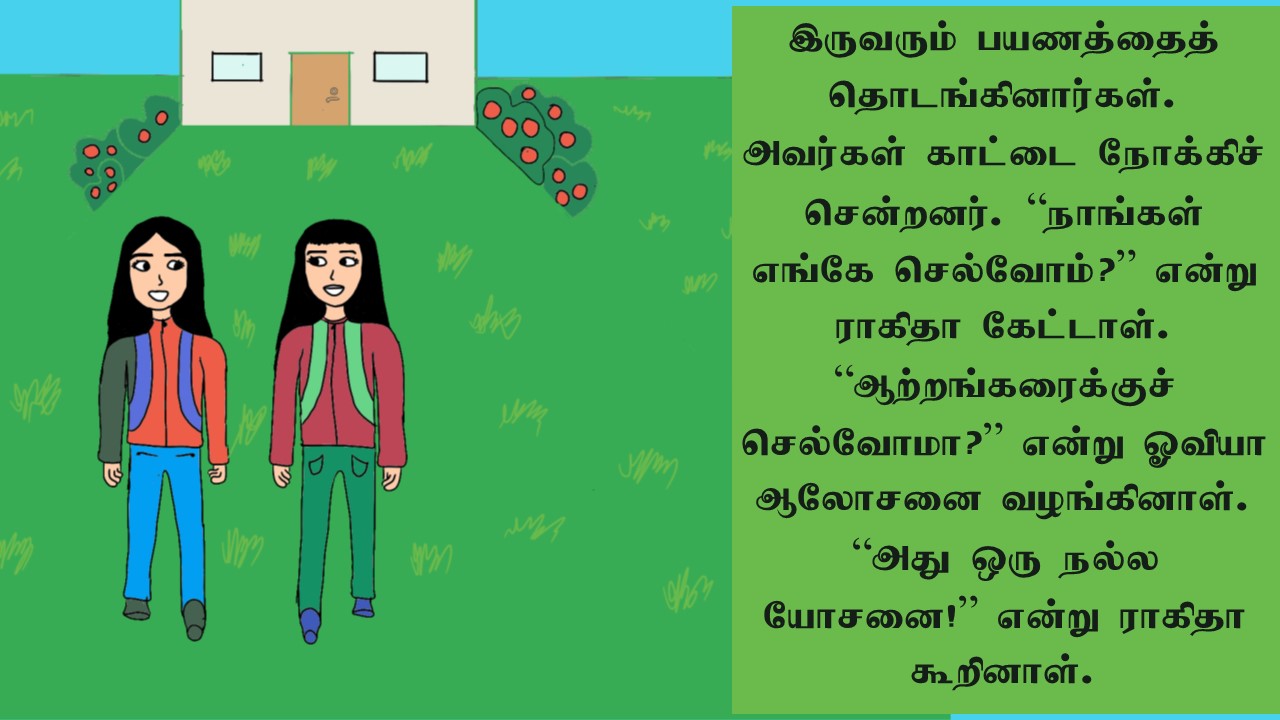 இருவரும் பயணத்தைத்
தொடங்கினார்கள்.
அவர்கள் காட்டை நோக்கிச்
சென்றனர். “நாங்கள்
எங்கே செல்வோம்?” என்று
ராகிதா கேட்டாள்.
“ஆற்றங்கரைக்குச்
செல்வோமா?” என்று ஓவியா
ஆலோசனை வழங்கினாள்.
“அது ஒரு நல்ல
யோசனை!” என்று ராகிதா
கூறினாள்.